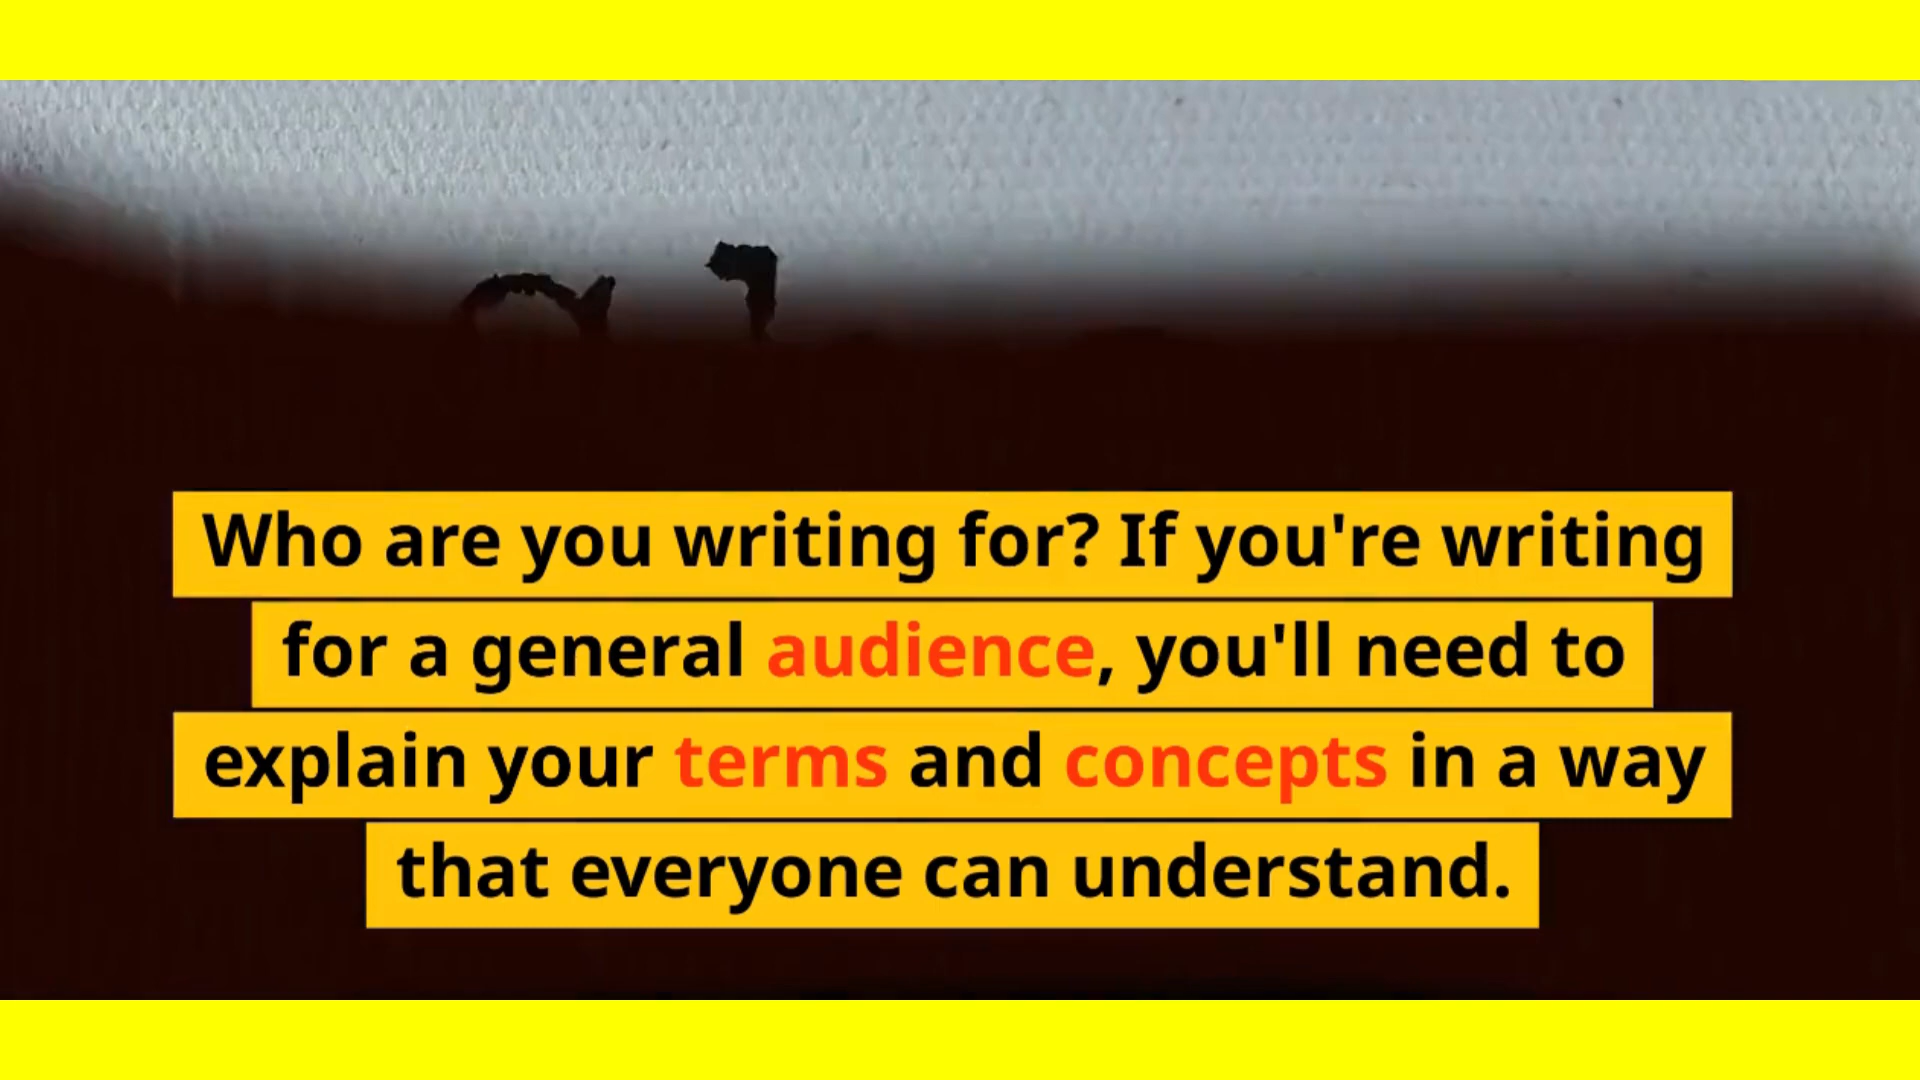 Who are you writing for? If you're writing
for a general audience, you'll need to
explain your terms and concepts in a way
that everyone can understand.